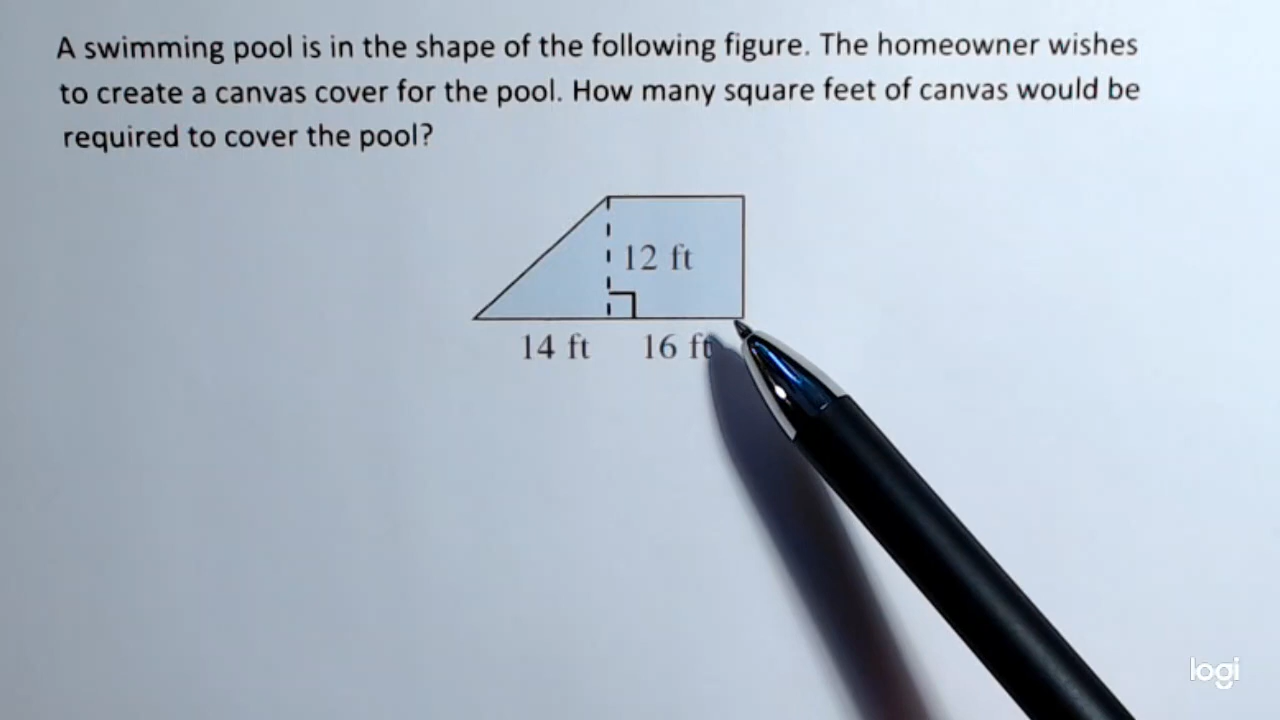 A swimming pool is in the shape of the following figure. The homeowner wishes
to create a canvas cover for the pool. How many square feet of canvas would be
required to cover the pool?
12 ft
14 ft 16 ft
logi